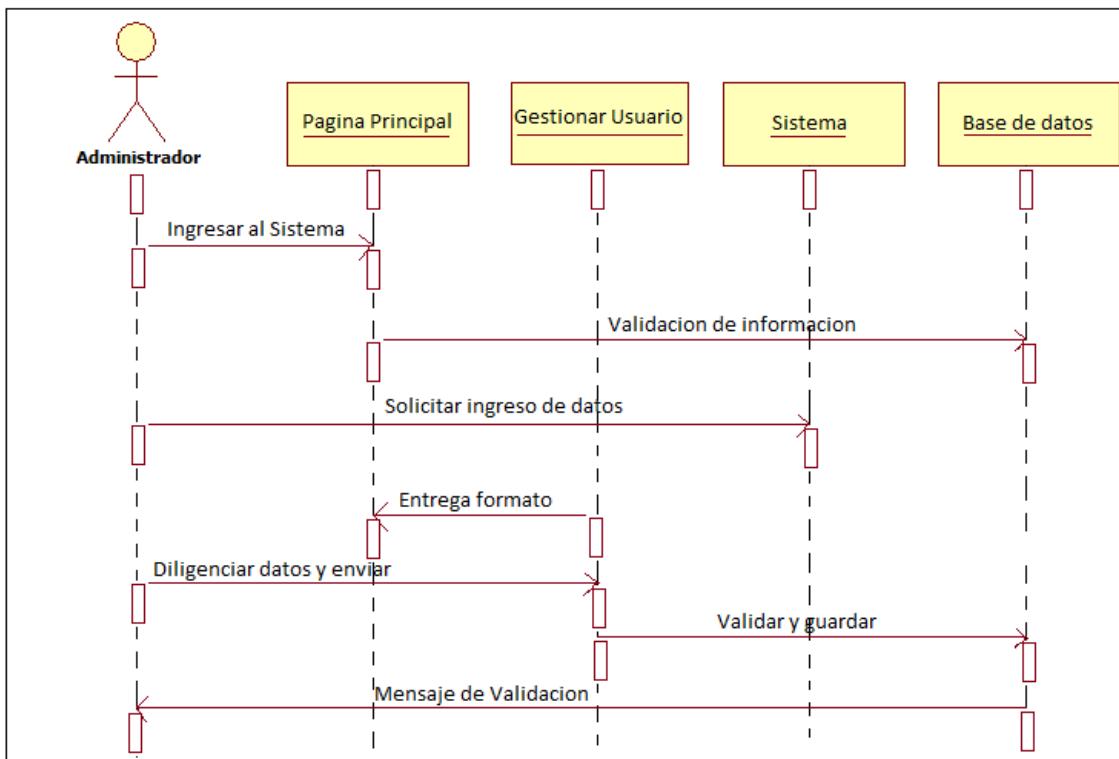 Administrador
Pagina Principal
Gestionar Usuario
Sistema
Base de datos
Ingresar al Sistema
Validacion de informacion
Solicitar ingreso de datos
Entrega formato
Diligenciar datos y enviar
Validar y guardar
Mensaje de Validacion